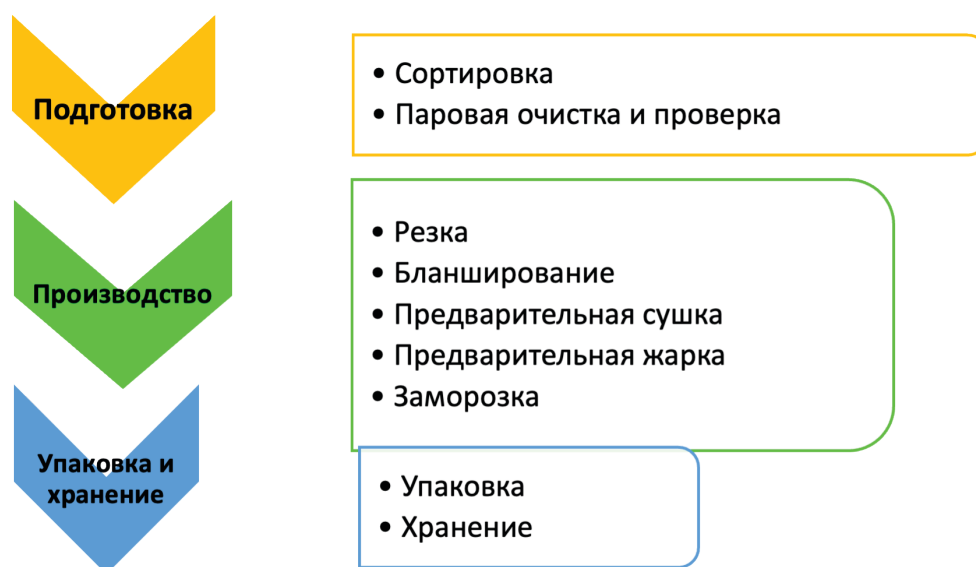 Подготовка
• Сортировка
• Паровая очистка и проверка
Производство
• Резка
• Бланширование
• Предварительная сушка
• Предварительная жарка
• Заморозка
Упаковка и
хранение
• Упаковка
• Хранение